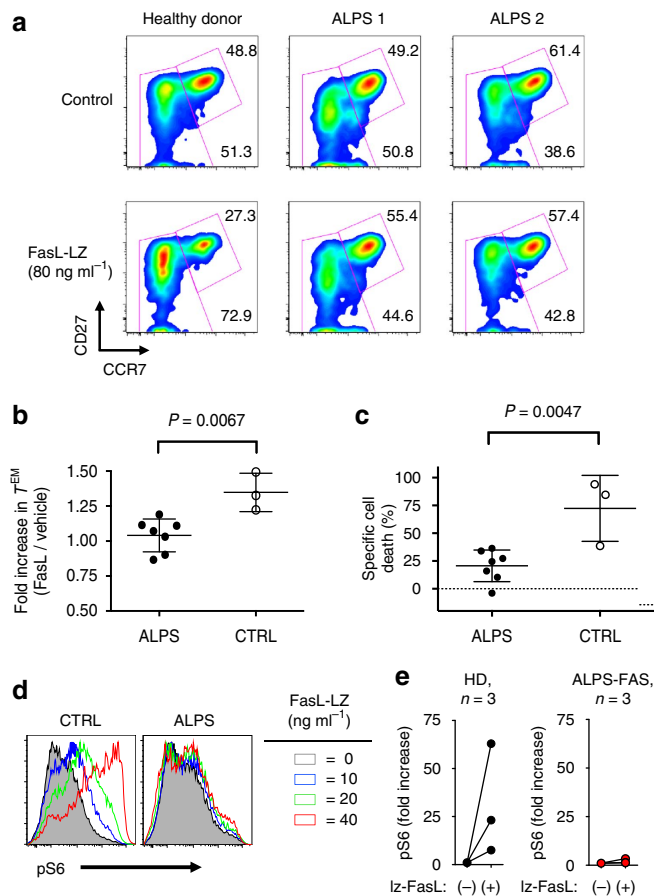 a
Healthy donor
ALPS 1
ALPS 2
Control
48.8
49.2
61.4
51.3
50.8
38.6
FasL-LZ
(80 ng ml⁻¹)
27.3
55.4
57.4
72.9
44.6
42.8
CD27
CCR7
b
P = 0.0067
Fold increase in Tᴱᴹ
(FasL / vehicle)
1.50
1.25
1.00
0.75
0.50
ALPS
CTRL
c
P = 0.0047
Specific cell
death (%)
100
75
50
25
0
ALPS
CTRL
d
CTRL
ALPS
pS6
FasL-LZ
(ng ml⁻¹)
= 0
= 10
= 20
= 40
e
HD,
n = 3
pS6 (fold increase)
75
50
25
0
lz-FasL: (–) (+)
ALPS-FAS,
n = 3
pS6 (fold increase)
75
50
25
0
lz-FasL: (–) (+)